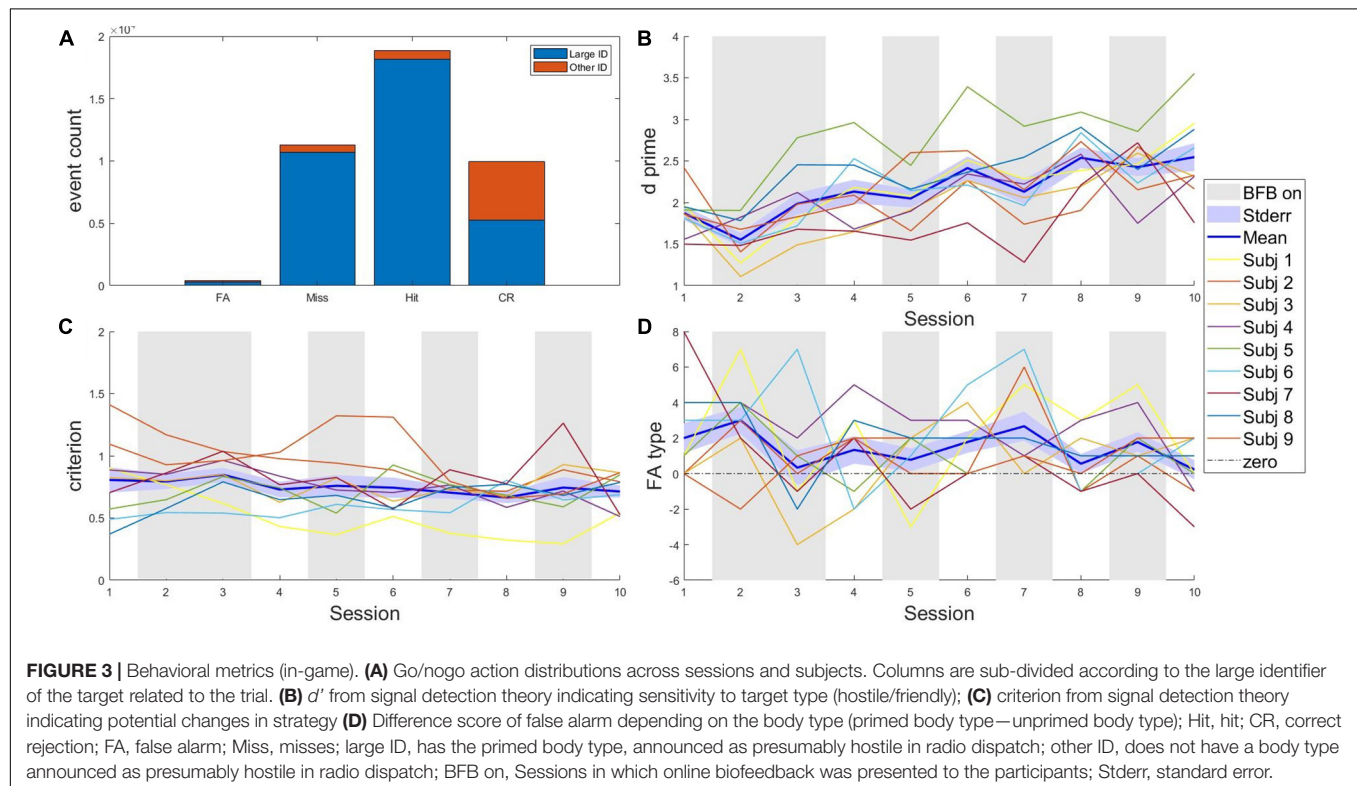 A
×10⁴
2
1.5
1
0.5
0
event count
FA Miss Hit CR
Large ID
Other ID
B
4
3.5
3
2.5
2
1.5
1
d prime
1 2 3 4 5 6 7 8 9 10
Session
C
2
1.5
1
0.5
0
criterion
1 2 3 4 5 6 7 8 9 10
Session
D
8
6
4
2
0
-2
-4
-6
FA type
1 2 3 4 5 6 7 8 9 10
Session
BFB on
Stderr
Mean
Subj 1
Subj 2
Subj 3
Subj 4
Subj 5
Subj 6
Subj 7
Subj 8
Subj 9
zero
FIGURE 3 | Behavioral metrics (in-game). (A) Go/nogo action distributions across sessions and subjects. Columns are sub-divided according to the large identifier
of the target related to the trial. (B) d’ from signal detection theory indicating sensitivity to target type (hostile/friendly); (C) criterion from signal detection theory
indicating potential changes in strategy (D) Difference score of false alarm depending on the body type (primed body type—unprimed body type); Hit, hit; CR, correct
rejection; FA, false alarm; Miss, misses; large ID, has the primed body type, announced as presumably hostile in radio dispatch; other ID, does not have a body type
announced as presumably hostile in radio dispatch; BFB on, Sessions in which online biofeedback was presented to the participants; Stderr, standard error.